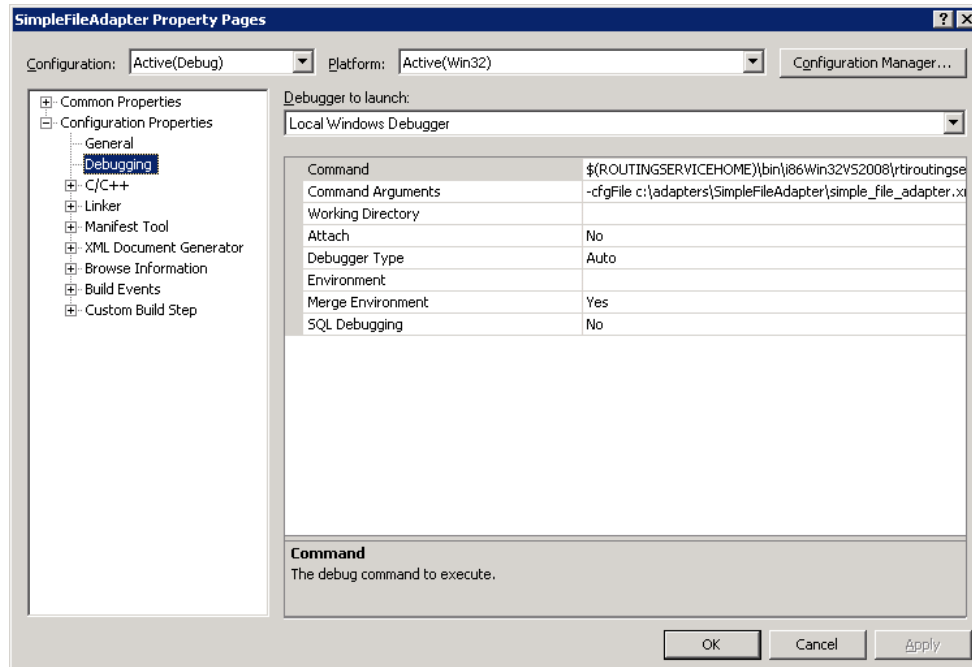 SimpleFileAdapter Property Pages
Configuration: Active(Debug) Platform: Active(Win32) Configuration Manager...
Common Properties
Configuration Properties
General
Debugging
C/C++
Linker
Manifest Tool
XML Document Generator
Browse Information
Build Events
Custom Build Step
Debugger to launch:
Local Windows Debugger
Command $(ROUTINGSERVICEHOME)\bin\i86Win32VS2008\rtiroutingse
Command Arguments -cfgFile c:\adapters\SimpleFileAdapter\simple_file_adapter.x
Working Directory
Attach No
Debugger Type Auto
Environment
Merge Environment Yes
SQL Debugging No
Command
The debug command to execute.
OK Cancel Apply